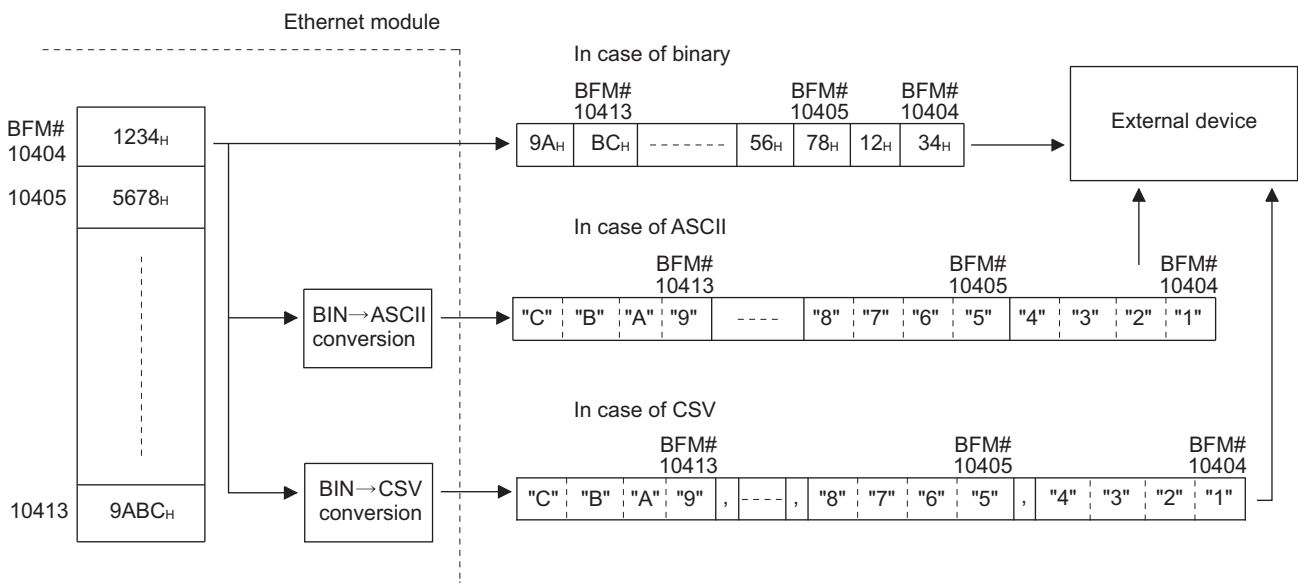 Ethernet module
In case of binary
BFM#
10413
BFM#
10405
BFM#
10404
BFM#
10404
1234H
9AH BCH -------- 56H 78H 12H 34H
External device
10405
5678H
In case of ASCII
BFM#
10413
BFM#
10405
BFM#
10404
BIN→ASCII
conversion
"C" "B" "A" "9" ---- "8" "7" "6" "5" "4" "3" "2" "1"
In case of CSV
BFM#
10413
BFM#
10405
BFM#
10404
BIN→CSV
conversion
"C" "B" "A" "9" , ---- , "8" "7" "6" "5" , "4" "3" "2" "1"
10413
9ABCH